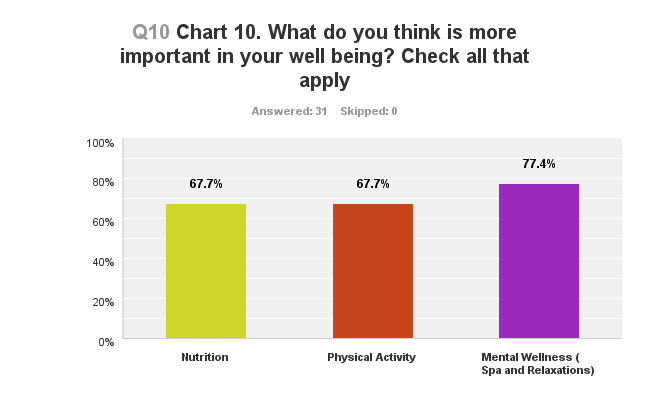 Q10 Chart 10. What do you think is more
important in your well being? Check all that
apply
Answered: 31 Skipped: 0
100%
80%
60%
40%
20%
0%
67.7%
67.7%
77.4%
Nutrition
Physical Activity
Mental Wellness (
Spa and Relaxations)